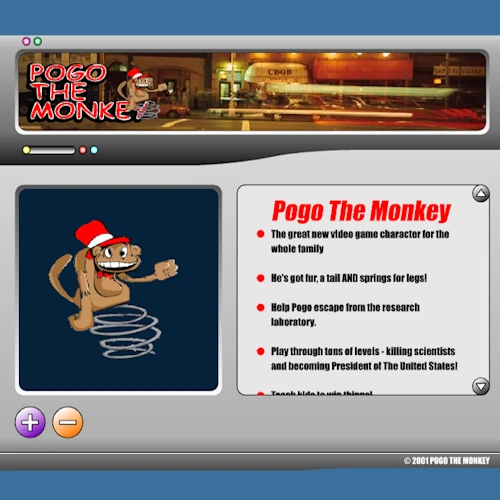 POGO
THE
MONKE
CBGB
Pogo The Monkey
The great new video game character for the
whole family
He's got fur, a tail AND springs for legs!
Help Pogo escape from the research
laboratory.
Play through tons of levels - killing scientists
and becoming President of The United States!
Teach kids to win things!
© 2001 POGO THE MONKEY